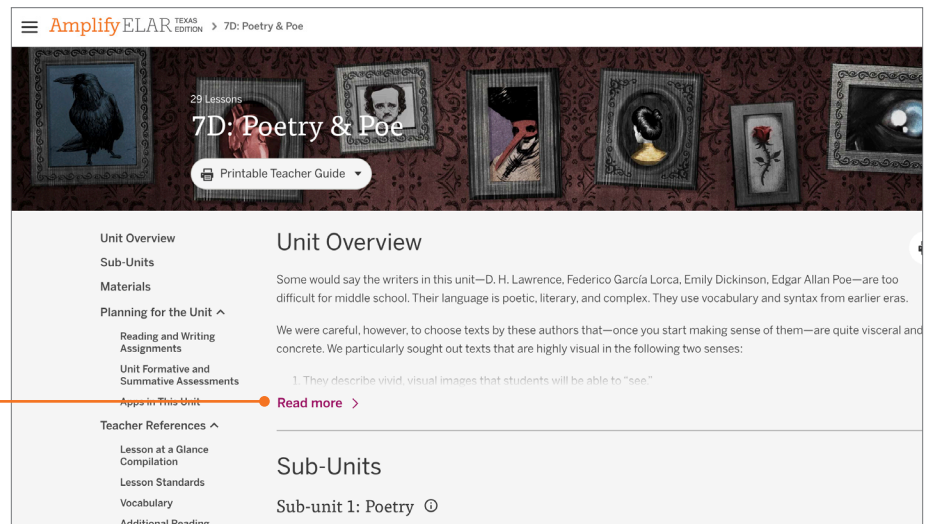 Amplify ELAR TEXAS EDITION > 7D: Poetry & Poe
29 Lessons
7D: Poetry & Poe
Printable Teacher Guide
Unit Overview
Sub-Units
Materials
Planning for the Unit
Reading and Writing
Assignments
Unit Formative and
Summative Assessments
Apps in This Unit
Teacher References
Lesson at a Glance
Compilation
Lesson Standards
Vocabulary
Additional Reading
Unit Overview
Some would say the writers in this unit—D. H. Lawrence, Federico García Lorca, Emily Dickinson, Edgar Allan Poe—are too
difficult for middle school. Their language is poetic, literary, and complex. They use vocabulary and syntax from earlier eras.
We were careful, however, to choose texts by these authors that—once you start making sense of them—are quite visceral and
concrete. We particularly sought out texts that are highly visual in the following two senses:
1. They describe vivid, visual images that students will be able to “see.”
Read more >
Sub-Units
Sub-unit 1: Poetry